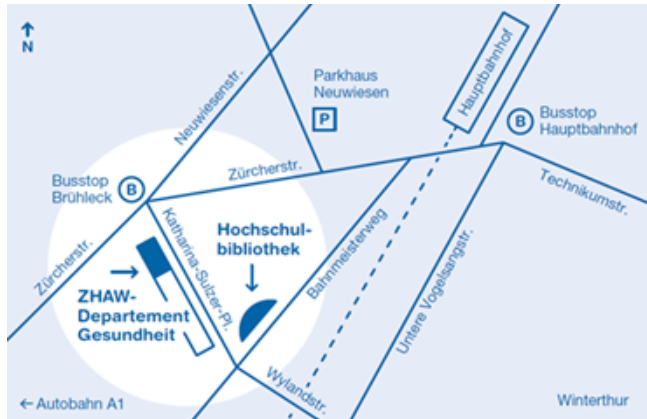 N
Neuwiesenstr.
Parkhaus
Neuwiesen
P
Hauptbahnhof
B
Busstop
Hauptbahnhof
Zürcherstr.
Technikumstr.
Busstop
Brühleck
B
Katharina-Sulzer-Pl.
Hochschul-
bibliothek
Bahnmeisterweg
Untere Vogelsangstr.
Zürcherstr.
ZHAW-
Departement
Gesundheit
Wylandstr.
← Autobahn A1
Winterthur